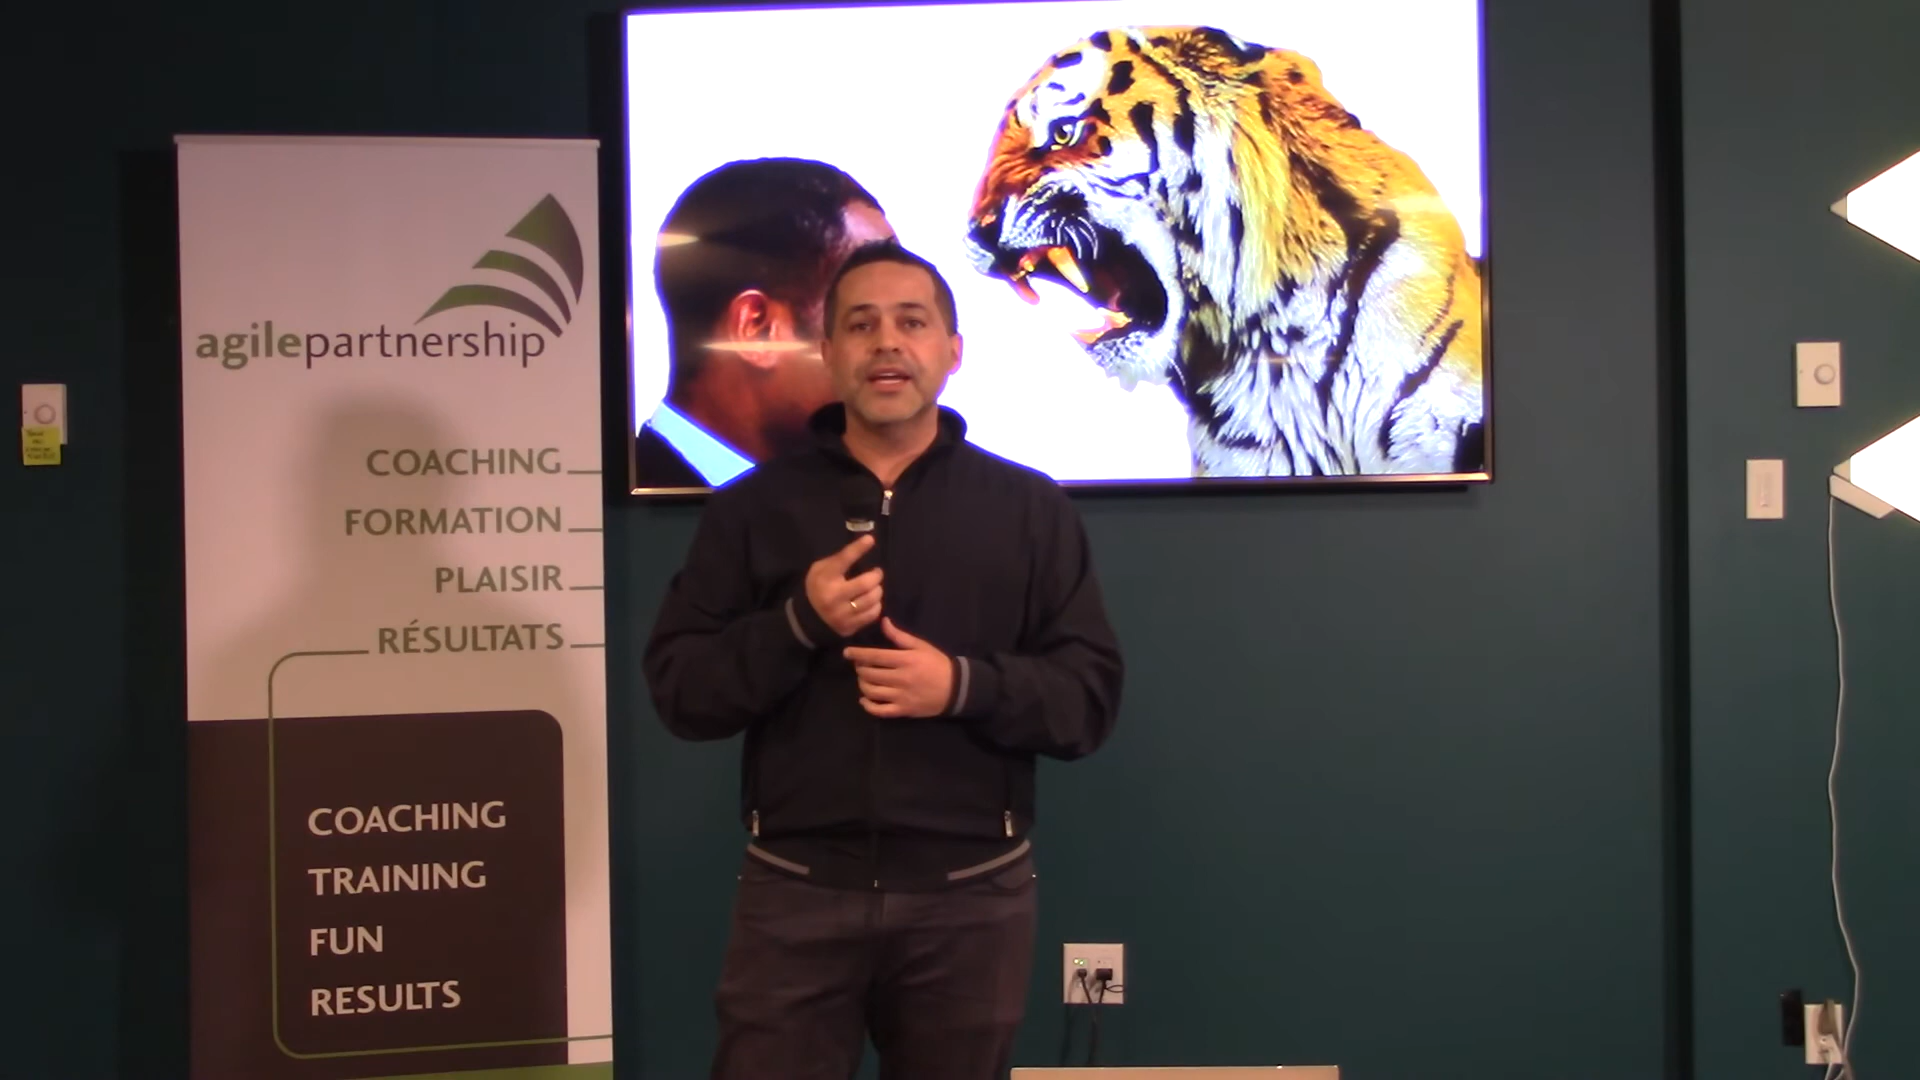 agilepartnership
COACHING
FORMATION
PLAISIR
RÉSULTATS
COACHING
TRAINING
FUN
RESULTS